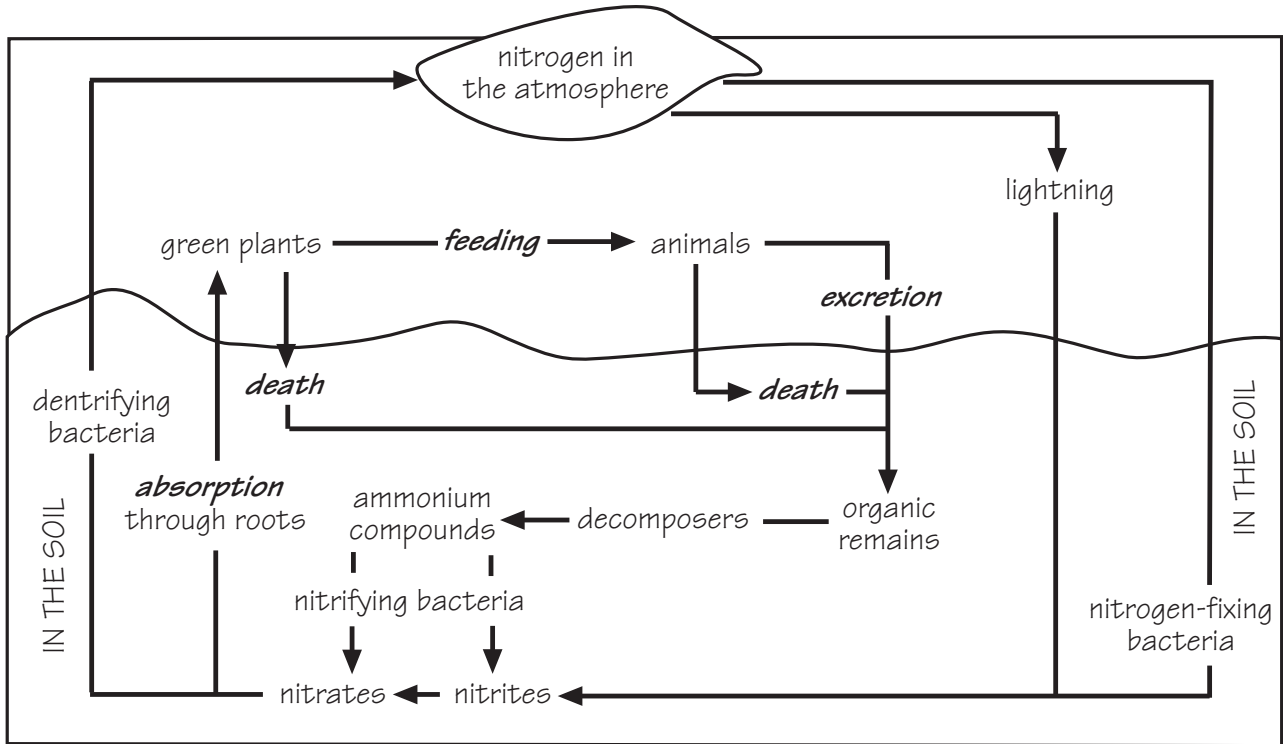 nitrogen in
the atmosphere
lightning
green plants
feeding
animals
excretion
death
death
dentrifying
bacteria
IN THE SOIL
absorption
through roots
ammonium
compounds
decomposers
organic
remains
IN THE SOIL
nitrifying bacteria
nitrogen-fixing
bacteria
nitrates
nitrites